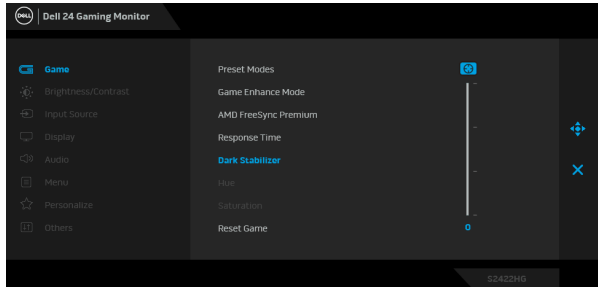 DELL Dell 24 Gaming Monitor
Game
Brightness/Contrast
Input Source
Display
Audio
Menu
Personalize
Others
Preset Modes
Game Enhance Mode
AMD FreeSync Premium
Response Time
Dark Stabilizer
Hue
Saturation
Reset Game
0
S2422HG